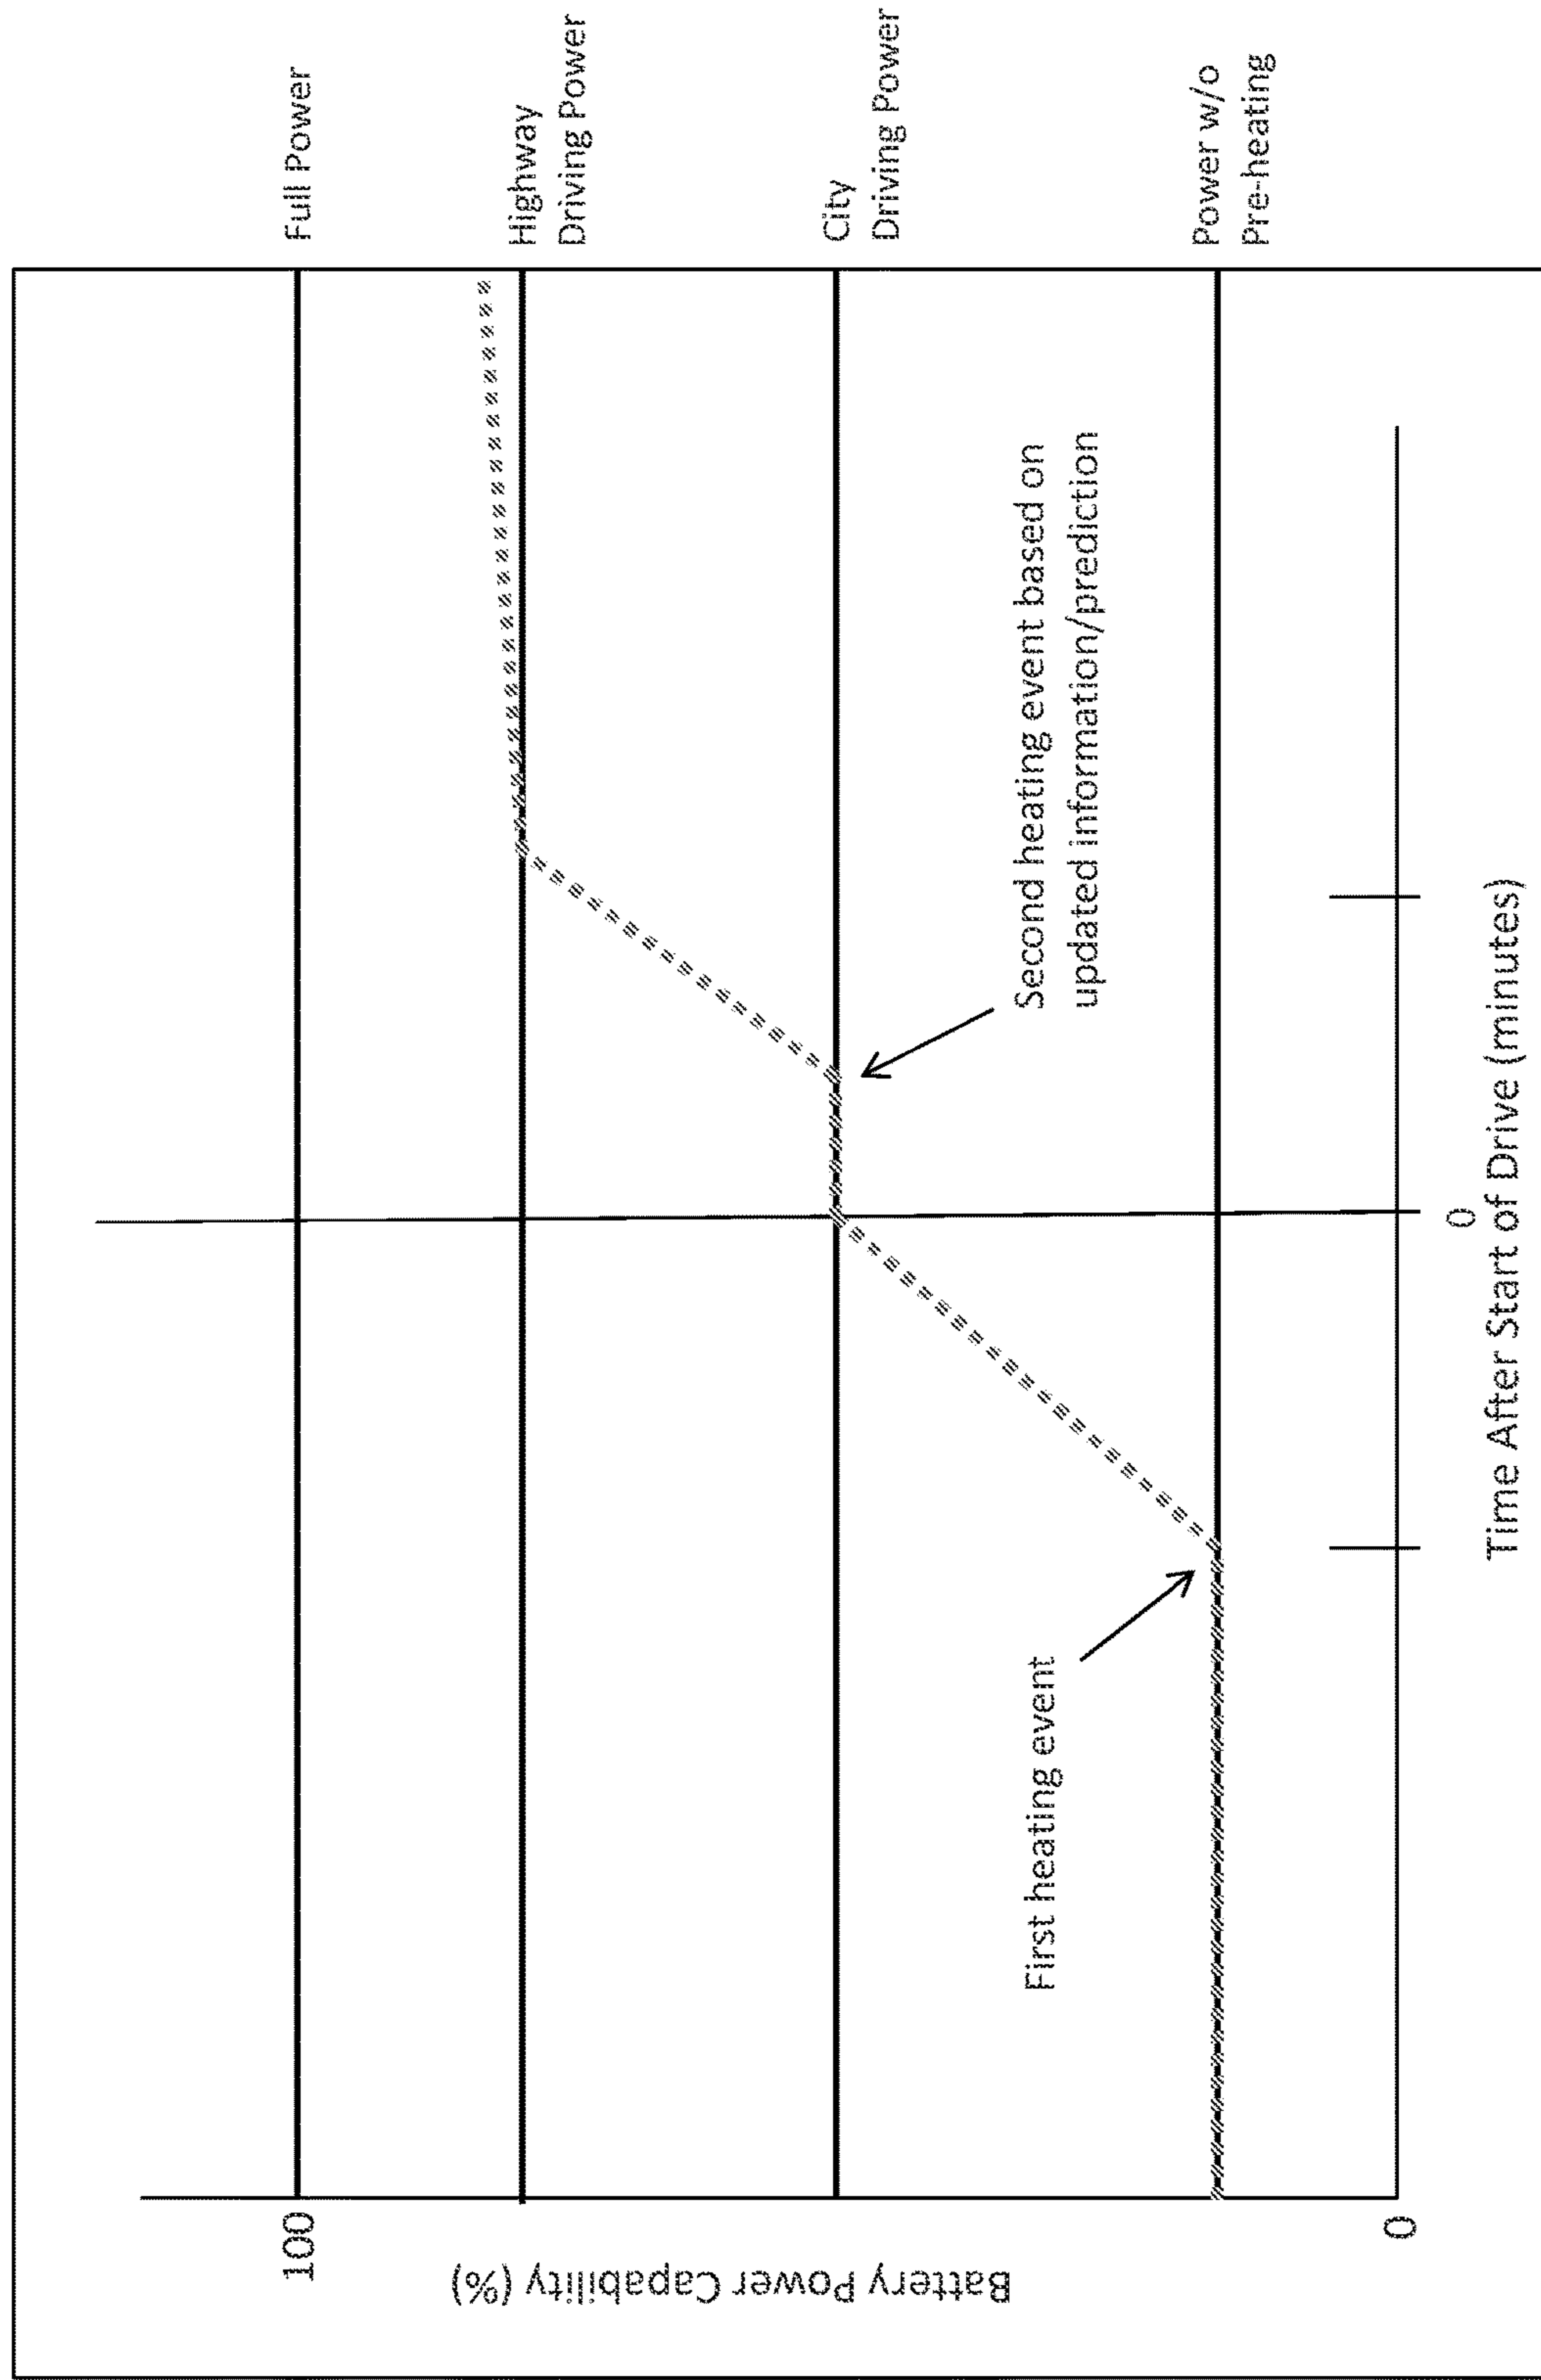 Full Power
Highway
Driving Power
City
Driving Power
Power w/o
Pre-heating
100
Battery Power Capability (%)
First heating event
Second heating event based on
updated information/prediction
0
0
Time After Start of Drive (minutes)